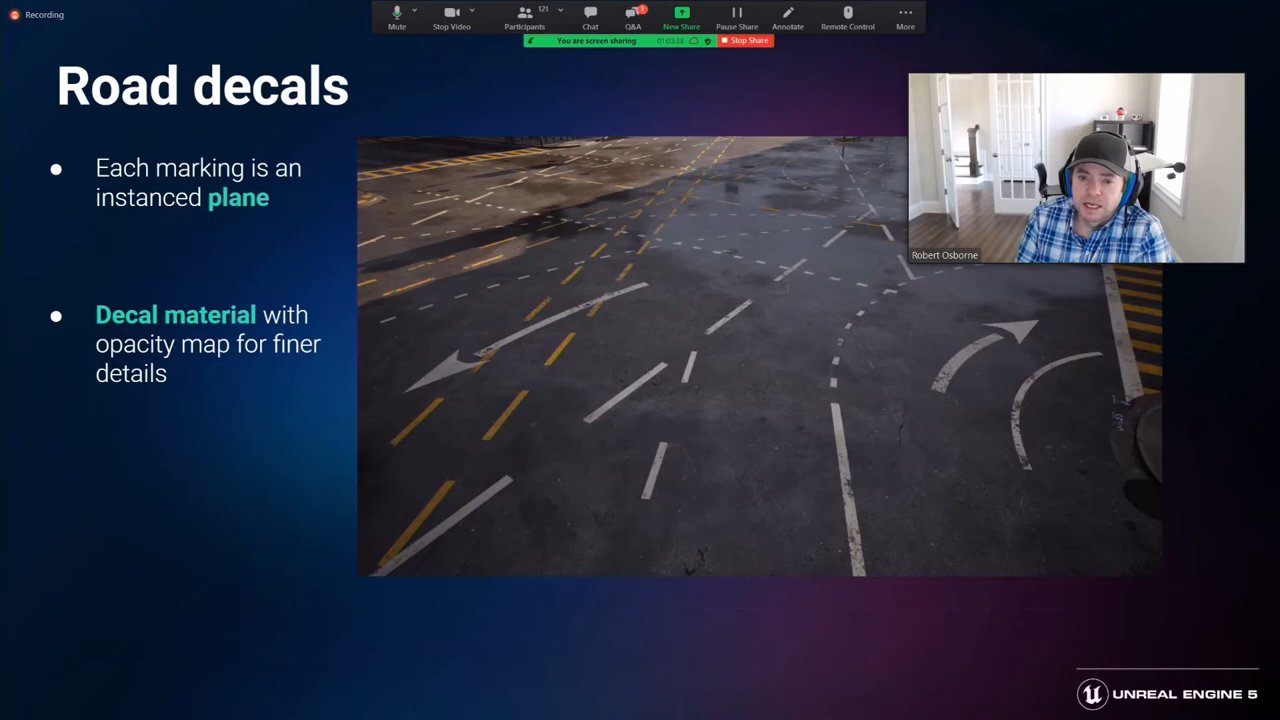 Recording
Mute
Stop Video
121
Participants
Chat
1
Q&A
New Share
Pause Share
Annotate
Remote Control
More
You are screen sharing
Stop Share
Road decals
Each marking is an
instanced plane
Decal material with
opacity map for finer
details
Robert Osborne
UNREAL ENGINE 5